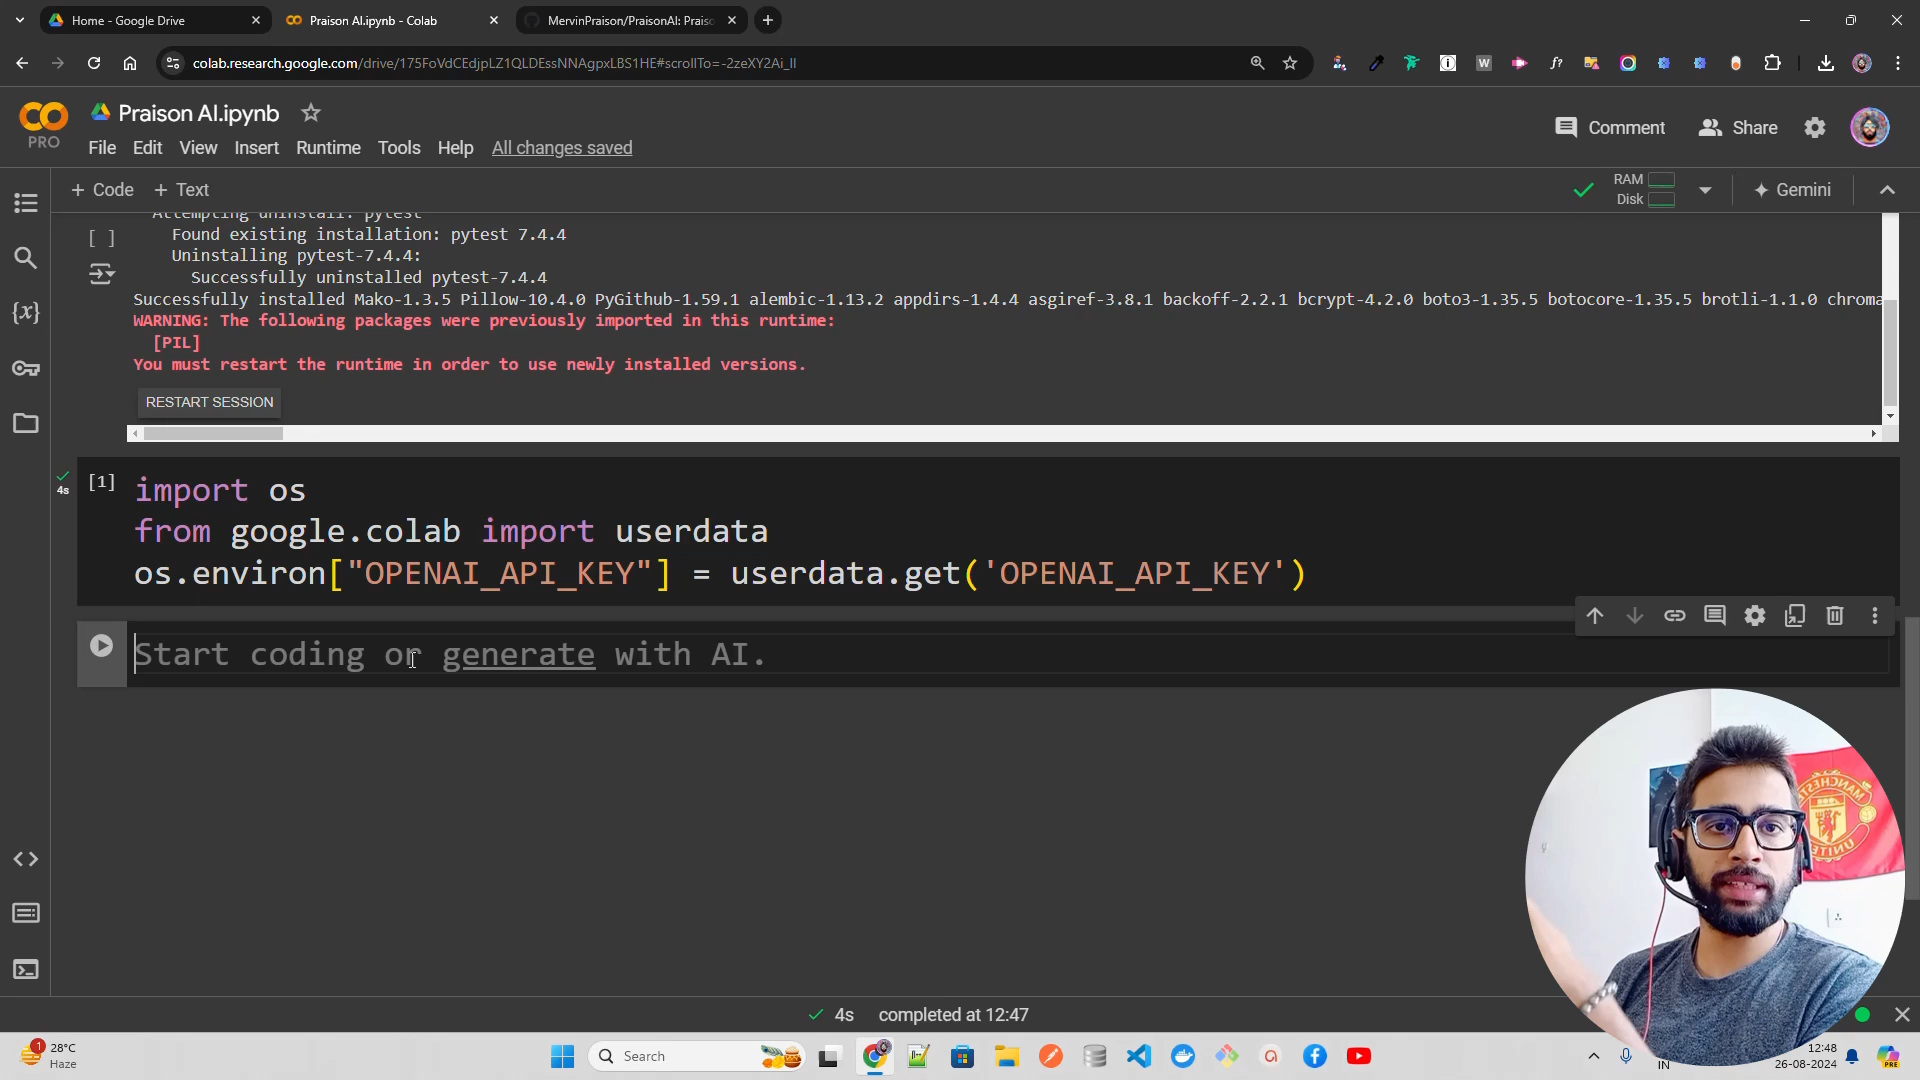 Home - Google Drive
Praison AI.ipynb - Colab
MervinPraison/PraisonAI: Praiso
colab.research.google.com/drive/175FoVdCEdjpLZ1QLDEssNNAgpxLBS1HE#scrollTo=-2zeXY2Ai_lI
PRO
Praison AI.ipynb
File Edit View Insert Runtime Tools Help All changes saved
Comment
Share
+ Code + Text
RAM
Disk
Gemini
Attempting uninstall: pytest
[ ]
Found existing installation: pytest 7.4.4
Uninstalling pytest-7.4.4:
Successfully uninstalled pytest-7.4.4
Successfully installed Mako-1.3.5 Pillow-10.4.0 PyGithub-1.59.1 alembic-1.13.2 appdirs-1.4.4 asgiref-3.8.1 backoff-2.2.1 bcrypt-4.2.0 boto3-1.35.5 botocore-1.35.5 brotli-1.1.0 chroma
WARNING: The following packages were previously imported in this runtime:
[PIL]
You must restart the runtime in order to use newly installed versions.
RESTART SESSION
4s
[1]
import os
from google.colab import userdata
os.environ["OPENAI_API_KEY"] = userdata.get('OPENAI_API_KEY')
Start coding or generate with AI.
4s completed at 12:47
1
28°C
Haze
Search
IN
12:48
26-08-2024
PRE